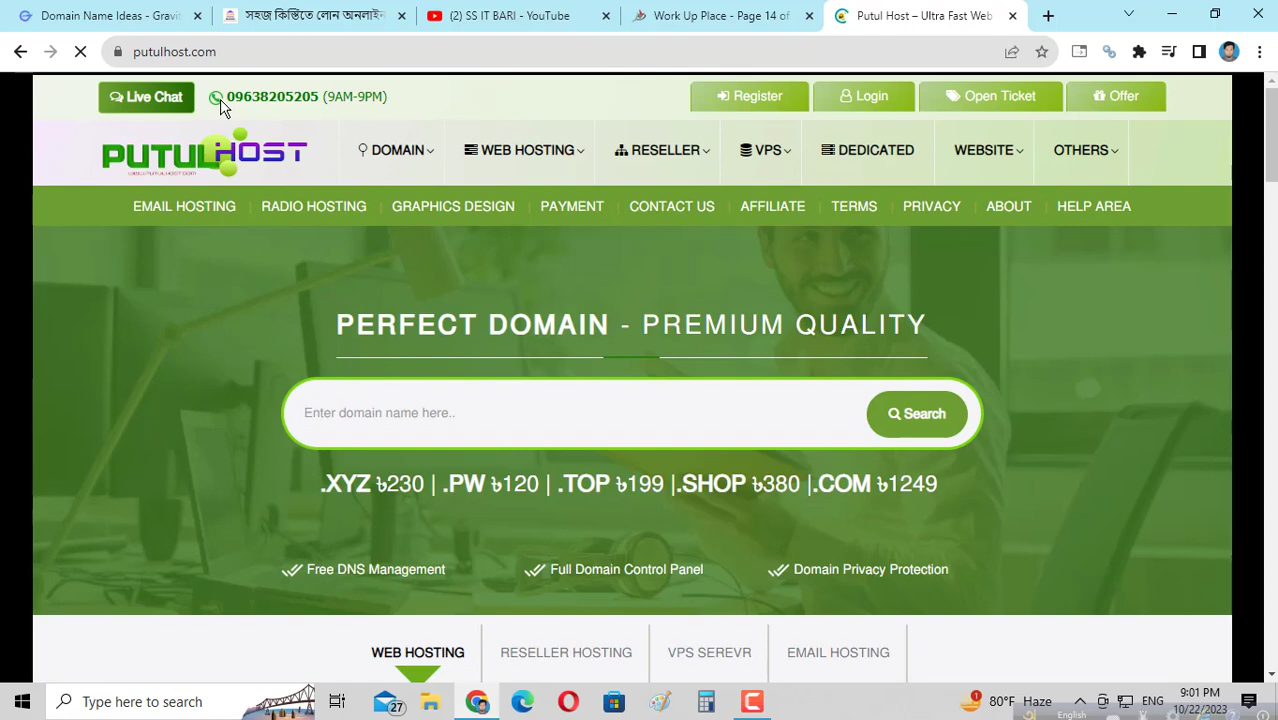 Domain Name Ideas - Gravit
সহজ কিস্তিতে লোন অনলাইন
(2) SS IT BARI - YouTube
Work Up Place - Page 14 of
Putul Host – Ultra Fast Web
putulhost.com
Live Chat
09638205205 (9AM-9PM)
Register
Login
Open Ticket
Offer
PUTULHOST
DOMAIN
WEB HOSTING
RESELLER
VPS
DEDICATED
WEBSITE
OTHERS
EMAIL HOSTING
RADIO HOSTING
GRAPHICS DESIGN
PAYMENT
CONTACT US
AFFILIATE
TERMS
PRIVACY
ABOUT
HELP AREA
PERFECT DOMAIN - PREMIUM QUALITY
Enter domain name here..
Search
.XYZ ৳230 | .PW ৳120 | .TOP ৳199 |.SHOP ৳380 |.COM ৳1249
Free DNS Management
Full Domain Control Panel
Domain Privacy Protection
WEB HOSTING
RESELLER HOSTING
VPS SEREVR
EMAIL HOSTING
Type here to search
27
1
80°F Haze
ENG
9:01 PM
10/22/2023
English